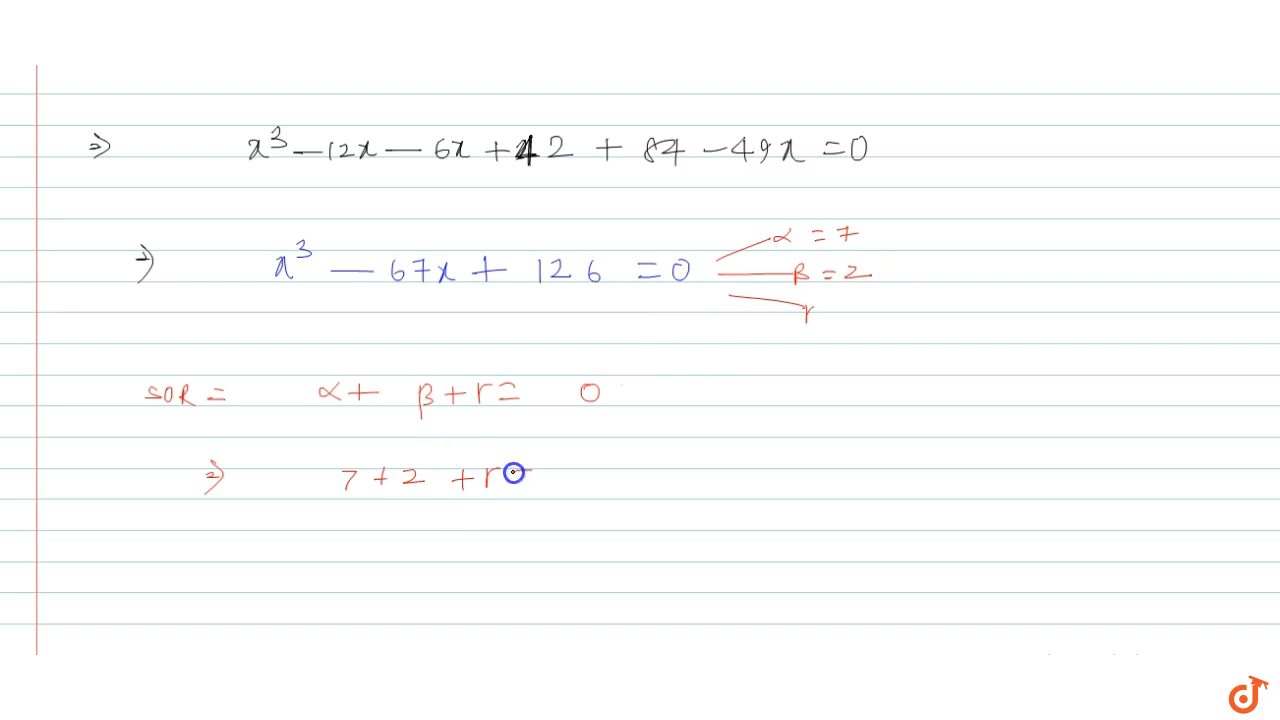 ⇒ x³ – 12x – 6x + 42 + 84 – 49x = 0
⇒ x³ – 67x + 126 = 0
α = 7
β = 2
r
SOR = α + β + r = 0
⇒ 7 + 2 + r